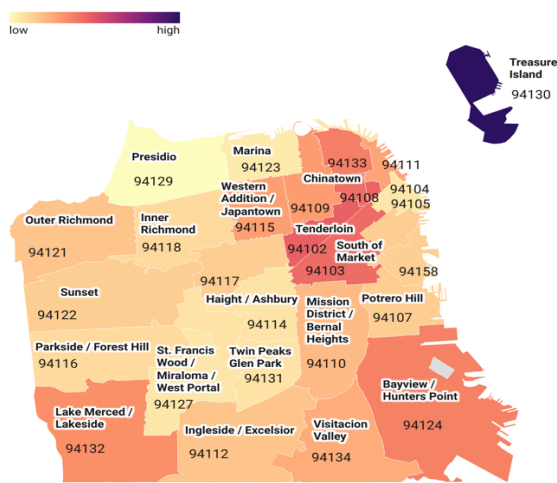 low high
Treasure
Island
94130
Marina
94123
Presidio
94129
94133
94111
Chinatown
Western
Addition /
Japantown
94115
94109
94108
94104
94105
Outer Richmond
94121
Inner
Richmond
94118
Tenderloin
94102
South of
Market
94103
94158
94117
Sunset
94122
Haight / Ashbury
94114
Mission
District /
Bernal
Heights
94110
Potrero Hill
94107
Parkside / Forest Hill
94116
St. Francis
Wood /
Miraloma /
West Portal
94127
Twin Peaks
Glen Park
94131
Bayview /
Hunters Point
94124
Lake Merced /
Lakeside
94132
Ingleside / Excelsior
94112
Visitacion
Valley
94134